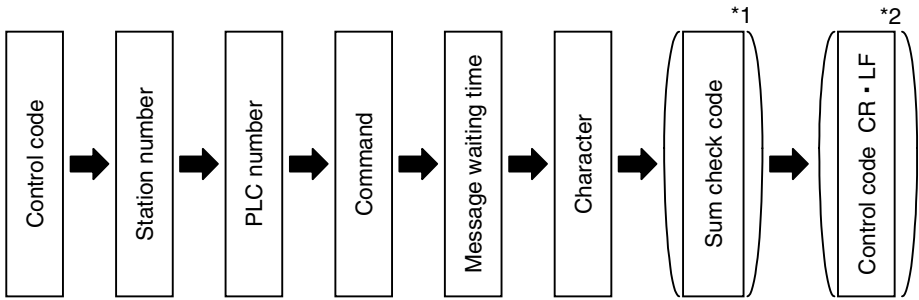 *1
*2
Control code
Station number
PLC number
Command
Message waiting time
Character
Sum check code
Control code CR▪LF